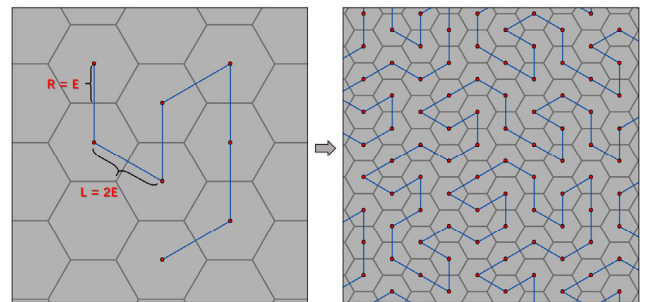 R = E
L = 2E